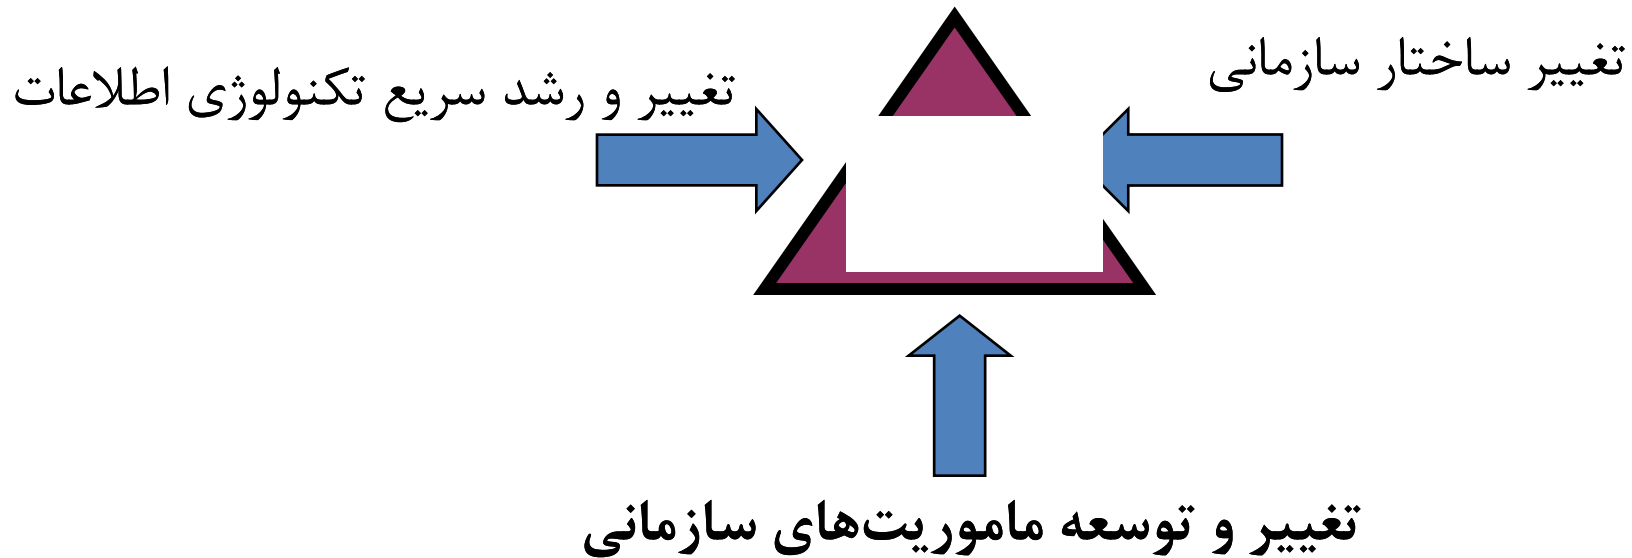 تغییر ساختار سازمانی
تغییر و رشد سریع تکنولوژی اطلاعات
تغییر و توسعه ماموریت‌های سازمانی